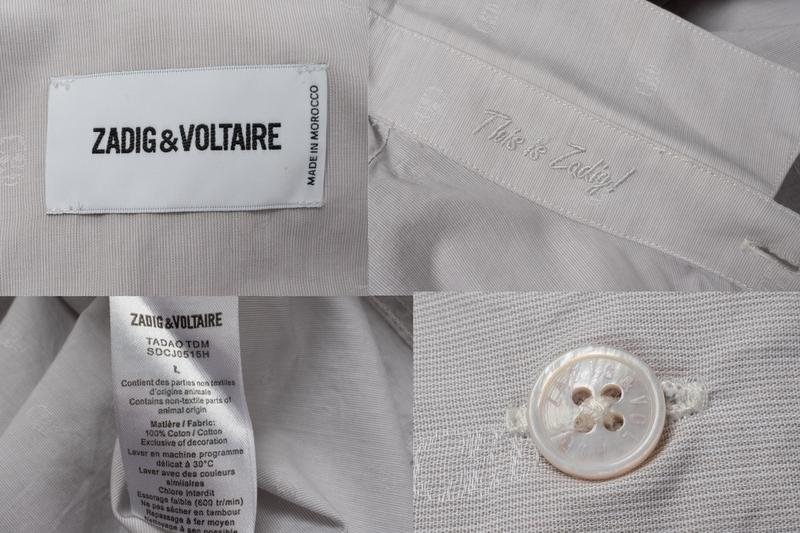 ZADIG&VOLTAIRE
MADE IN MOROCCO
This is Zadig!
ZADIG&VOLTAIRE
TADAO TDM
SDCJ0515H
L
Contient des parties non textiles
d'origine animale
Contains non-textile parts of
animal origin
Matière / Fabric:
100% Coton / Cotton
Exclusive of decoration
Laver en machine programme
délicat à 30°C
Laver avec des couleurs
similaires
Chlore interdit
Essorage faible (600 tr/min)
Ne pas sécher en tambour
Repassage à fer moyen
Nettoyage à sec possible